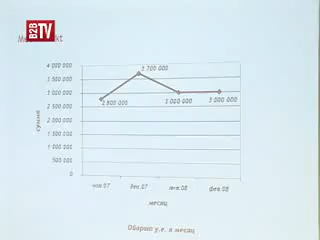 B2B TV
4 000 000
3 500 000
3 000 000
2 500 000
2 000 000
1 500 000
1 000 000
500 000
0
3 700 000
2 800 000
3 000 000
3 000 000
сумма
ноя.07
дек.07
янв.08
фев.08
месяц
Оборот у.е. в месяц